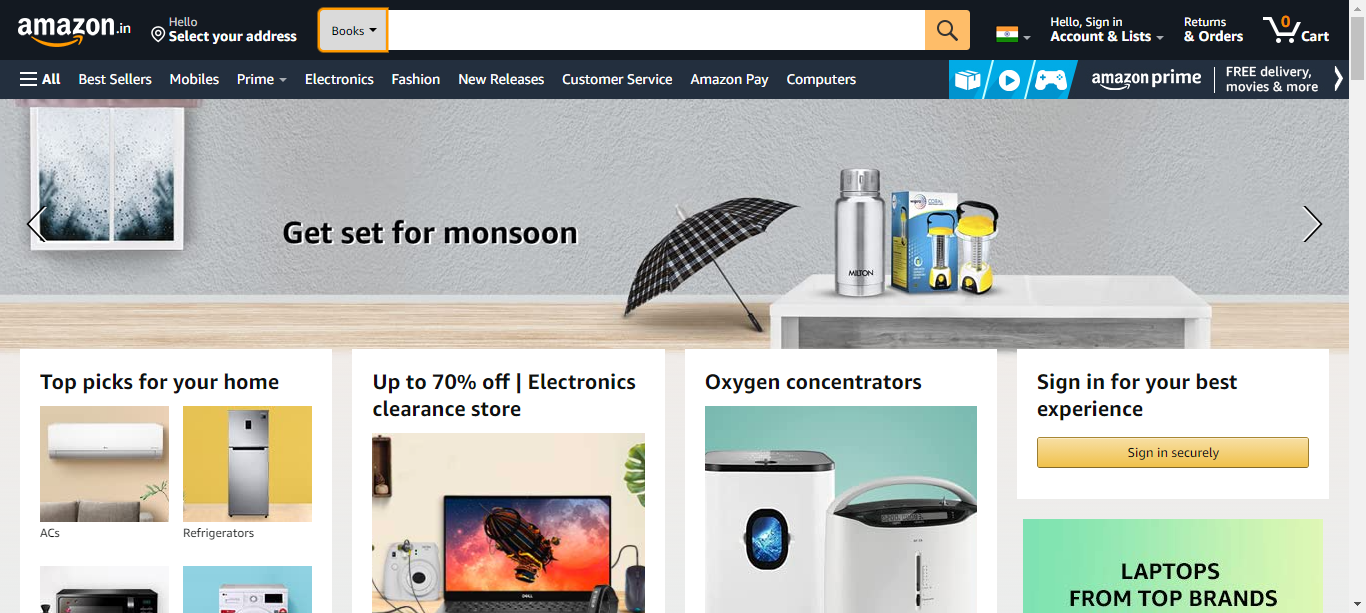 amazon.in
Hello
Select your address
Books
Hello, Sign in
Account & Lists
Returns
& Orders
0
Cart
All
Best Sellers
Mobiles
Prime
Electronics
Fashion
New Releases
Customer Service
Amazon Pay
Computers
amazon prime
FREE delivery,
movies & more
Get set for monsoon
MILTON
wipro
CORAL
Top picks for your home
ACs
Refrigerators
Up to 70% off | Electronics
clearance store
DELL
Oxygen concentrators
Sign in for your best
experience
Sign in securely
LAPTOPS
FROM TOP BRANDS